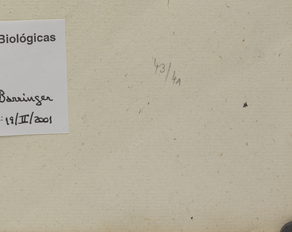 Biológicas
Barringer
: 19/II/2001
43/41